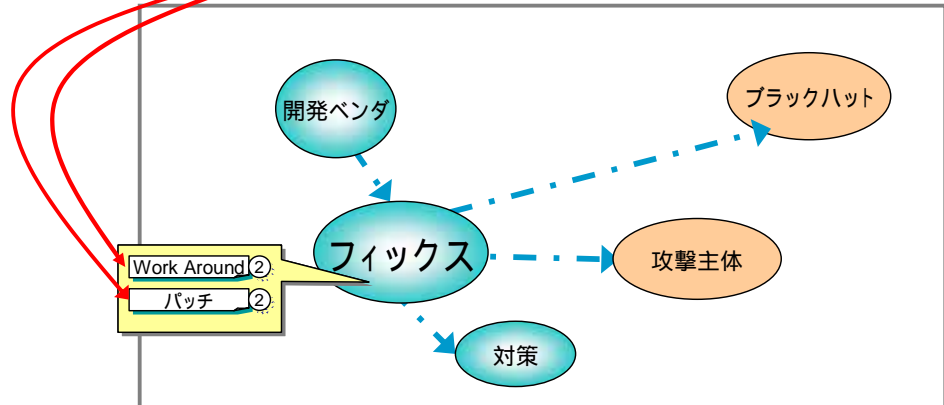 開発ベンダ
ブラックハット
フィックス
Work Around 2
パッチ 2
攻撃主体
対策